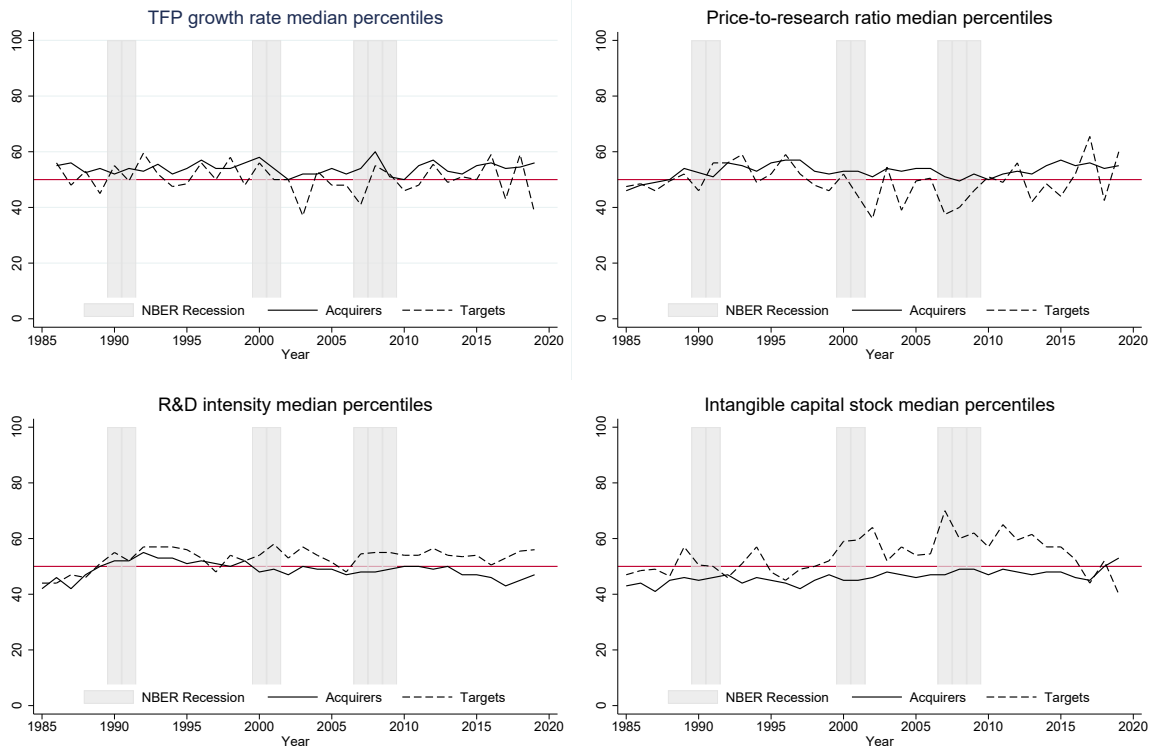 TFP growth rate median percentiles
100
80
60
40
20
0
NBER Recession Acquirers Targets
1985 1990 1995 2000 2005 2010 2015 2020
Year
Price-to-research ratio median percentiles
100
80
60
40
20
0
NBER Recession Acquirers Targets
1985 1990 1995 2000 2005 2010 2015 2020
Year
R&D intensity median percentiles
100
80
60
40
20
0
NBER Recession Acquirers Targets
1985 1990 1995 2000 2005 2010 2015 2020
Year
Intangible capital stock median percentiles
100
80
60
40
20
0
NBER Recession Acquirers Targets
1985 1990 1995 2000 2005 2010 2015 2020
Year